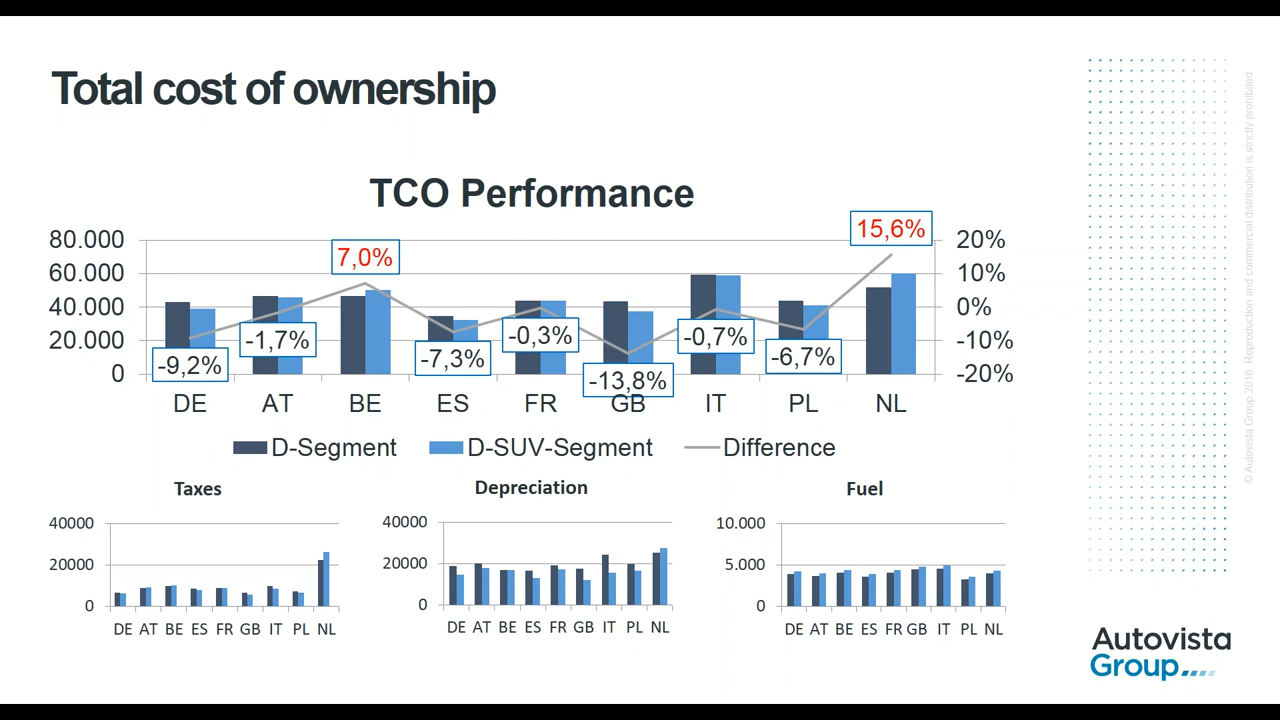 Total cost of ownership
TCO Performance
80.000
60.000
40.000
20.000
0
20%
10%
0%
-10%
-20%
-9,2%
-1,7%
7,0%
-7,3%
-0,3%
-13,8%
-0,7%
-6,7%
15,6%
DE AT BE ES FR GB IT PL NL
D-Segment D-SUV-Segment Difference
Taxes
40000
20000
0
DE AT BE ES FR GB IT PL NL
Depreciation
40000
20000
0
DE AT BE ES FR GB IT PL NL
Fuel
10.000
5.000
0
DE AT BE ES FR GB IT PL NL
Autovista
Group